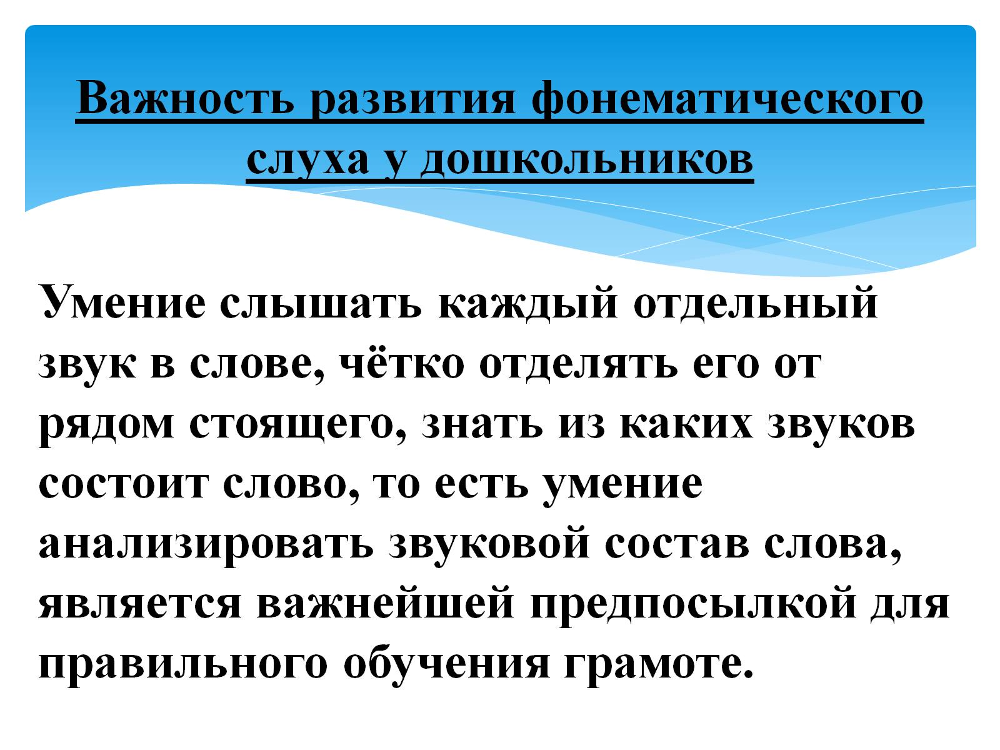 Важность развития фонематического
слуха у дошкольников
Умение слышать каждый отдельный
звук в слове, чётко отделять его от
рядом стоящего, знать из каких звуков
состоит слово, то есть умение
анализировать звуковой состав слова,
является важнейшей предпосылкой для
правильного обучения грамоте.